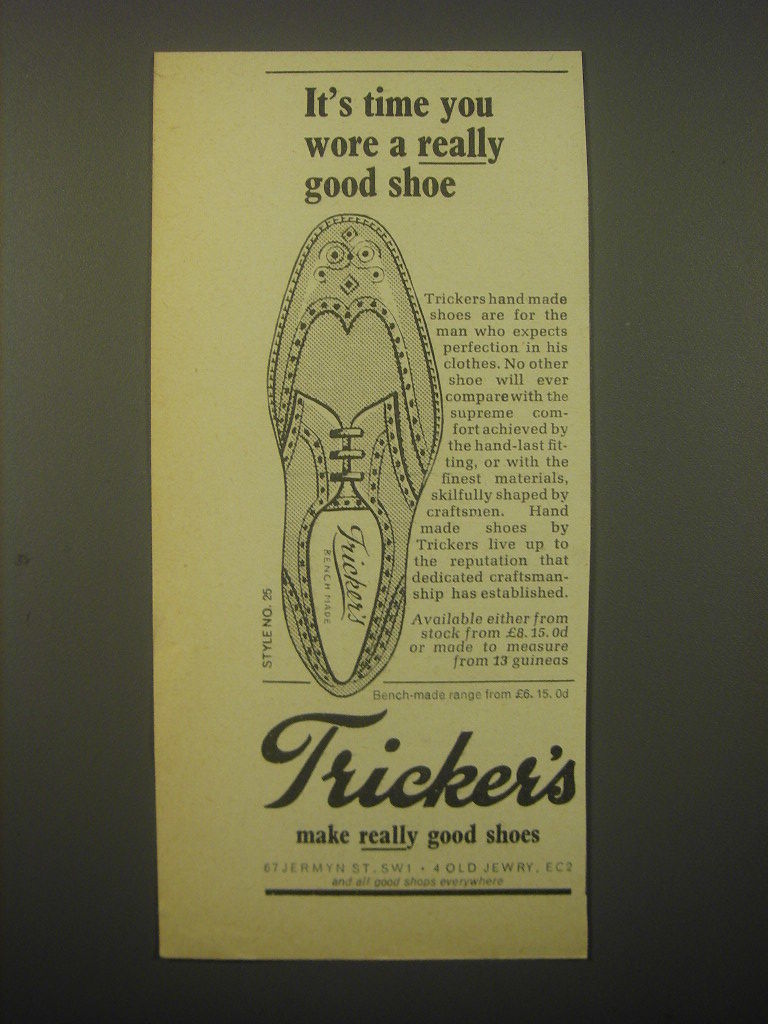 It's time you
wore a really
good shoe
Trickers hand made
shoes are for the
man who expects
perfection in his
clothes. No other
shoe will ever
compare with the
supreme com-
fort achieved by
the hand-last fit-
ting, or with the
finest materials,
skilfully shaped by
craftsmen. Hand
made shoes by
Trickers live up to
the reputation that
dedicated craftsman-
ship has established.
Available either from
stock from £8. 15. 0d
or made to measure
from 13 guineas
Tricker's
BENCH MADE
STYLE NO. 25
Bench-made range from £6. 15. 0d
Tricker's
make really good shoes
67 JERMYN ST. SW1 • 4 OLD JEWRY, EC2
and all good shops everywhere